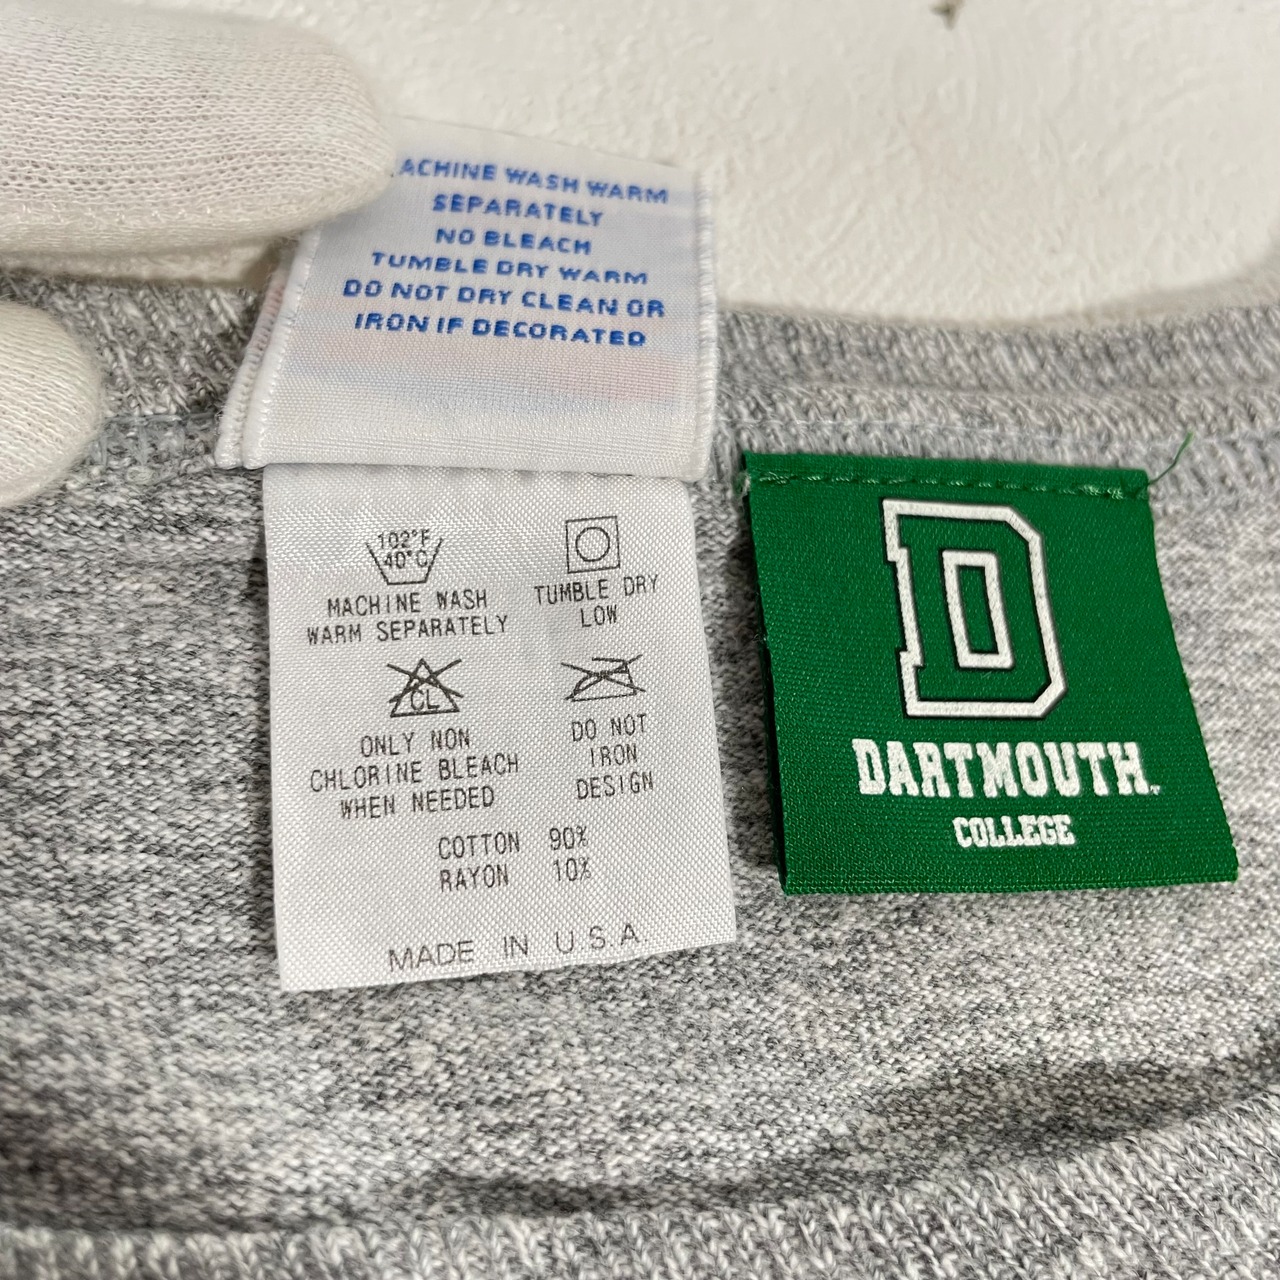 ACHINE WASH WARM
SEPARATELY
NO BLEACH
TUMBLE DRY WARM
DO NOT DRY CLEAN OR
IRON IF DECORATED
102°F
40°C
MACHINE WASH
WARM SEPARATELY
TUMBLE DRY
LOW
CL
ONLY NON
CHLORINE BLEACH
WHEN NEEDED
DO NOT
IRON
DESIGN
COTTON 90%
RAYON 10%
MADE IN U.S.A.
D
DARTMOUTH
COLLEGE